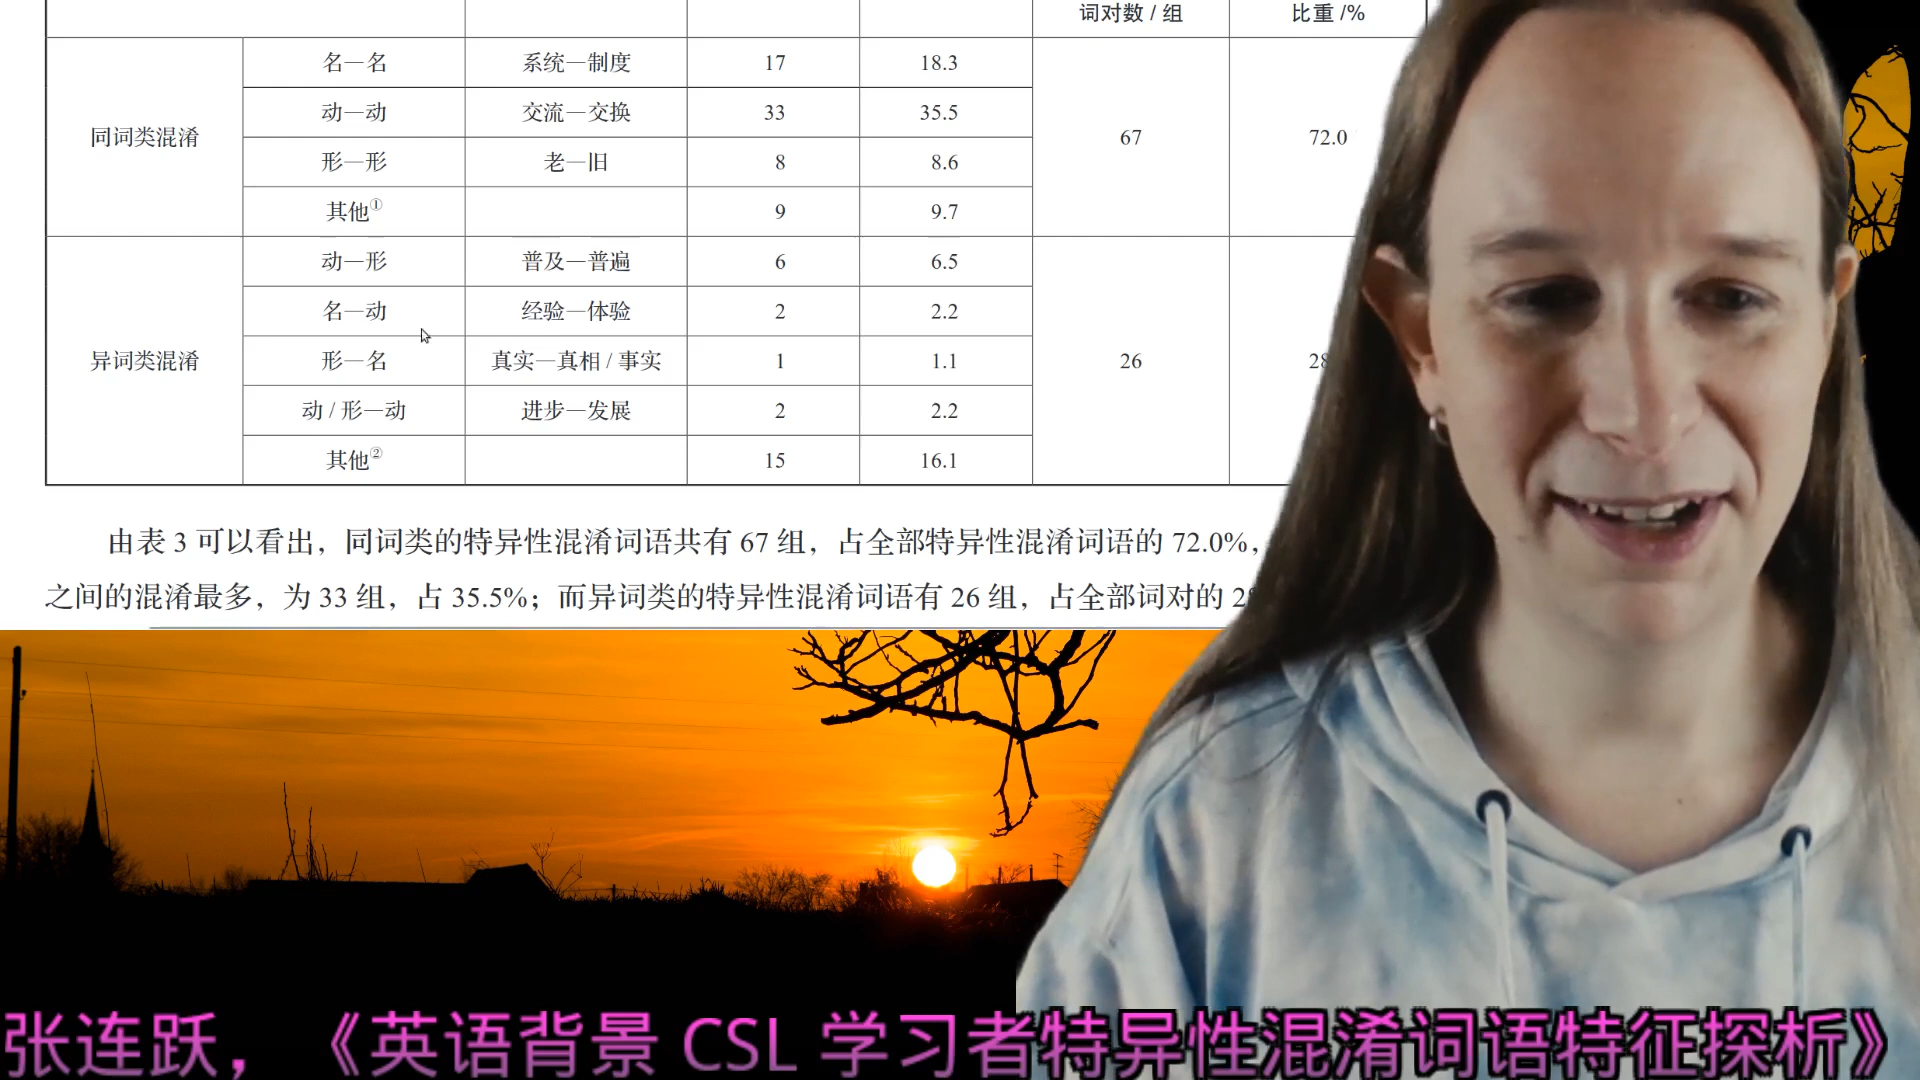 词对数 / 组 比重 /%
同词类混淆 名—名 系统—制度 17 18.3 67 72.0
动—动 交流—交换 33 35.5
形—形 老—旧 8 8.6
其他① 9 9.7
异词类混淆 动—形 普及—普遍 6 6.5 26 28
名—动 经验—体验 2 2.2
形—名 真实—真相 / 事实 1 1.1
动 / 形—动 进步—发展 2 2.2
其他② 15 16.1
由表 3 可以看出，同词类的特异性混淆词语共有 67 组，占全部特异性混淆词语的 72.0%，
之间的混淆最多，为 33 组，占 35.5%；而异词类的特异性混淆词语有 26 组，占全部词对的 2
张连跃，《英语背景 CSL 学习者特异性混淆词语特征探析》